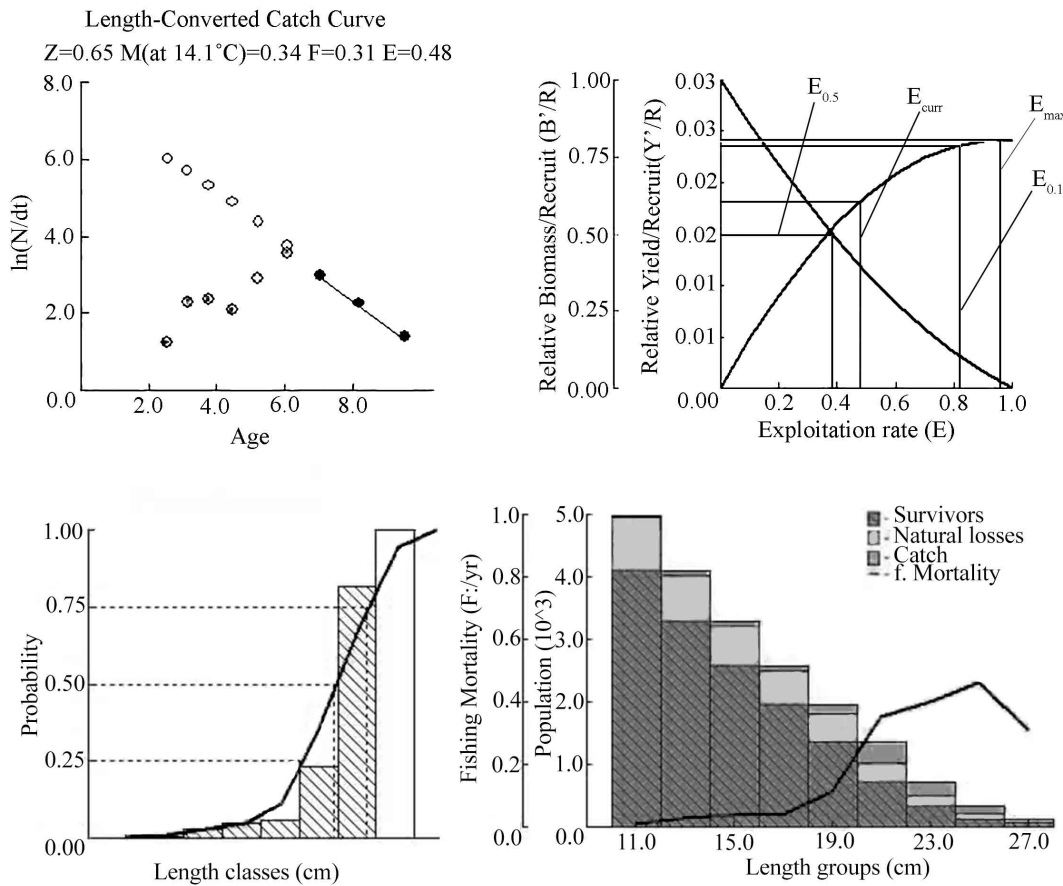 Length-Converted Catch Curve
Z=0.65 M(at 14.1˚C)=0.34 F=0.31 E=0.48
8.0
6.0
4.0
2.0
0.0
ln(N/dt)
2.0 4.0 6.0 8.0
Age
Relative Biomass/Recruit (B'/R)
1.00
0.75
0.50
0.25
0.00
Relative Yield/Recruit(Y'/R)
0.03
0.03
0.02
0.02
0.01
0.01
0.00
E0.5
Ecurr
Emax
E0.1
0.2 0.4 0.6 0.8 1.0
Exploitation rate (E)
Probability
1.00
0.75
0.50
0.25
0.00
Length classes (cm)
Fishing Mortality (F:/yr)
1.0
0.8
0.6
0.4
0.2
0.0
Population (10^3)
5.0
4.0
3.0
2.0
1.0
0.0
Survivors
Natural losses
Catch
f. Mortality
11.0 15.0 19.0 23.0 27.0
Length groups (cm)